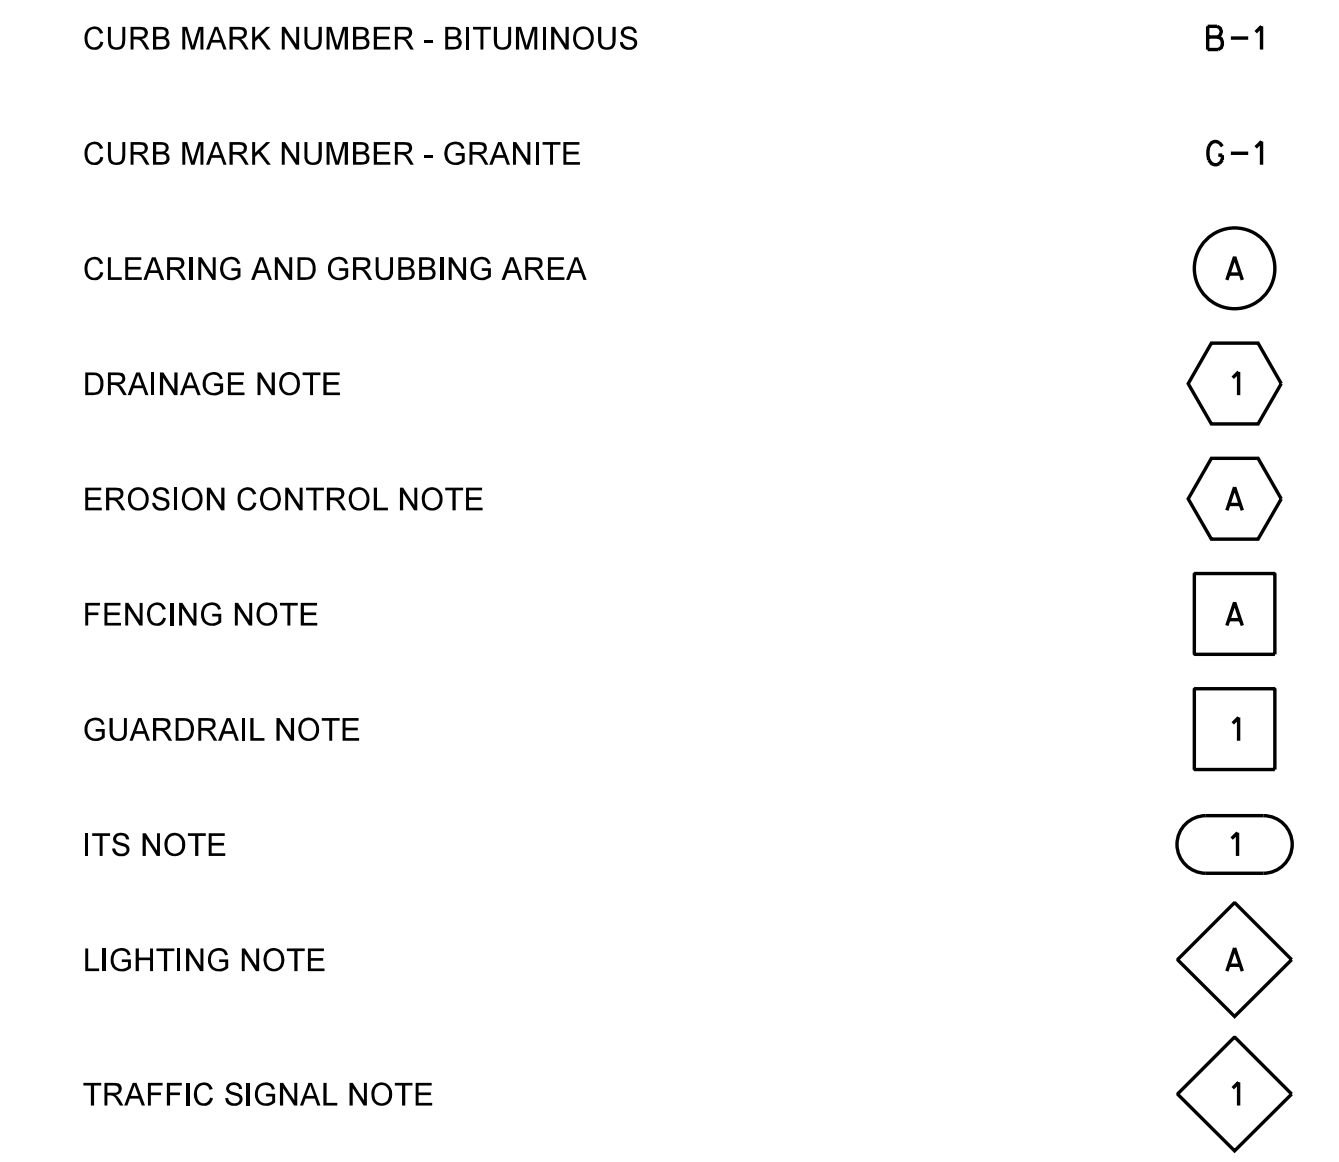 CURB MARK NUMBER - BITUMINOUS B-1
CURB MARK NUMBER - GRANITE G-1
CLEARING AND GRUBBING AREA A
DRAINAGE NOTE 1
EROSION CONTROL NOTE A
FENCING NOTE A
GUARDRAIL NOTE 1
ITS NOTE 1
LIGHTING NOTE A
TRAFFIC SIGNAL NOTE 1